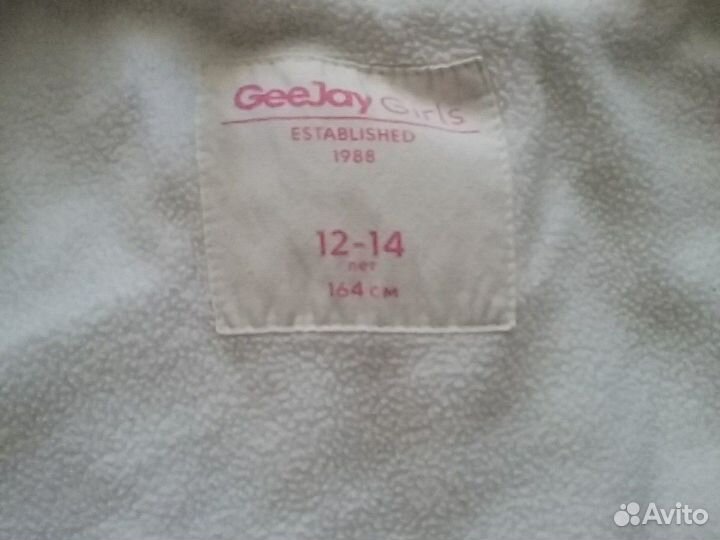 GeeJay Girls
ESTABLISHED
1988
12-14
лет
164 см
Avito